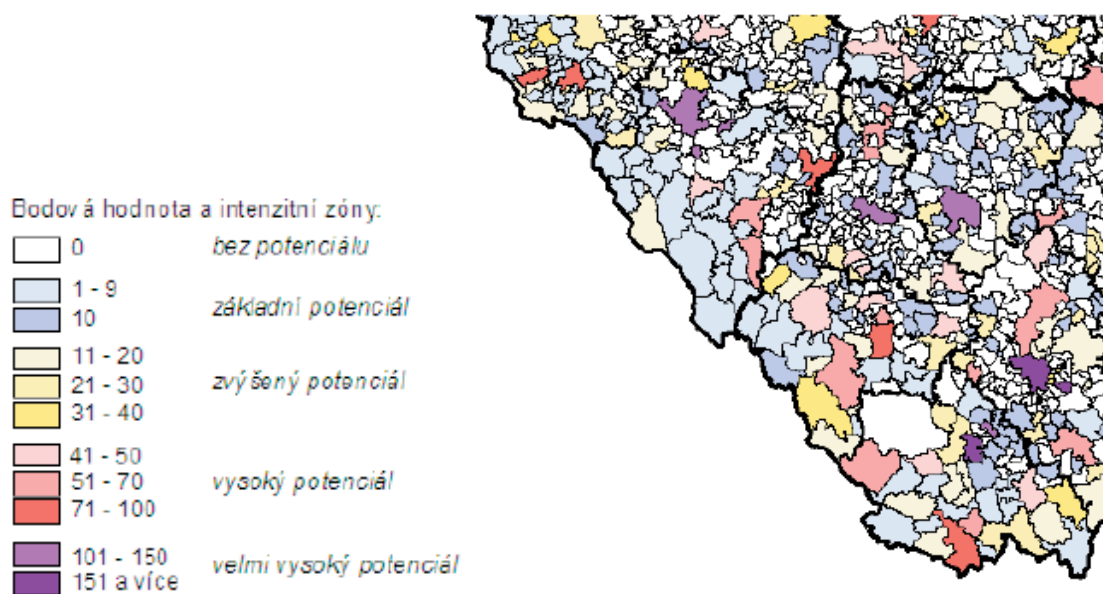 Bodová hodnota a intenzitní zóny:
0 bez potenciálu
1 - 9
základní potenciál
10
11 - 20
21 - 30 zvýšený potenciál
31 - 40
41 - 50
51 - 70 vysoký potenciál
71 - 100
101 - 150
velmi vysoký potenciál
151 a více